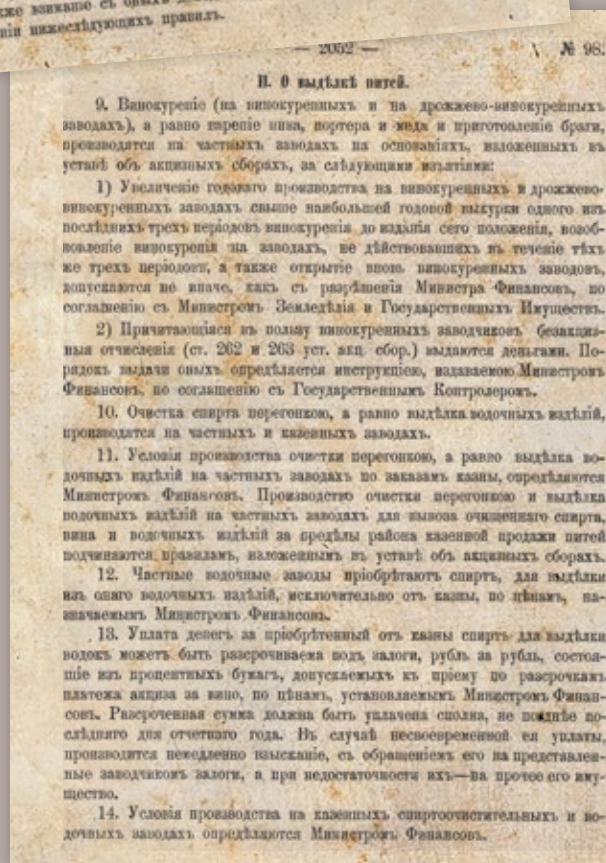 кже взиманіе съ оныхъ
ніи нижеслѣдующихъ правилъ.
— 2052 — № 98.
II. О выдѣлкѣ питей.
9. Винокуреніе (на винокуренныхъ и на дрожжево-винокуренныхъ
заводахъ), а равно вареніе пива, портера и меда и приготовленіе браги,
производятся на частныхъ заводахъ на основаніяхъ, изложенныхъ въ
уставѣ объ акцизныхъ сборахъ, за слѣдующими изъятіями:
1) Увеличеніе годоваго производства на винокуренныхъ и дрожжево-
винокуренныхъ заводахъ свыше наибольшей годовой выкурки одного изъ
послѣднихъ трехъ періодовъ винокуренія до изданія сего положенія, возоб-
новленіе винокуренія на заводахъ, не дѣйствовавшихъ въ теченіе тѣхъ
же трехъ періодовъ, а также открытіе вновь винокуренныхъ заводовъ,
допускаются не иначе, какъ съ разрѣшенія Министра Финансовъ, по
соглашенію съ Министромъ Земледѣлія и Государственныхъ Имуществъ.
2) Причитающіяся въ пользу винокуренныхъ заводчиковъ безакциз-
ныя отчисленія (ст. 262 и 263 уст. акц. сбор.) выдаются деньгами. По-
рядокъ выдачи оныхъ опредѣляется инструкціею, издаваемою Министромъ
Финансовъ, по соглашенію съ Государственнымъ Контролеромъ.
10. Очистка спирта перегонкою, а равно выдѣлка водочныхъ издѣлій,
производятся на частныхъ и казенныхъ заводахъ.
11. Условія производства очистки перегонкою, а равно выдѣлка во-
дочныхъ издѣлій на частныхъ заводахъ по заказамъ казны, опредѣляются
Министромъ Финансовъ. Производство очистки перегонкою и выдѣлка
водочныхъ издѣлій на частныхъ заводахъ для вывоза очищеннаго спирта,
вина и водочныхъ издѣлій за предѣлы района казенной продажи питей
подчиняются правиламъ, изложеннымъ въ уставѣ объ акцизныхъ сборахъ.
12. Частные водочные заводы пріобрѣтаютъ спиртъ, для выдѣлки
изъ онаго водочныхъ издѣлій, исключительно отъ казны, по цѣнамъ, на-
значаемымъ Министромъ Финансовъ.
13. Уплата денегъ за пріобрѣтенный отъ казны спиртъ для выдѣлки
водокъ можетъ быть разсрочиваема подъ залоги, рубль за рубль, состоя-
щіе изъ процентныхъ бумагъ, допускаемыхъ къ пріему по разсрочкамъ
платежа акциза за вино, по цѣнамъ, установляемымъ Министромъ Финан-
совъ. Разсроченная сумма должна быть уплачена сполна, не позднѣе по-
слѣдняго дня отчетнаго года. Въ случаѣ несвоевременной ея уплаты,
производится немедленно взысканіе, съ обращеніемъ его на представлен-
ные заводчикомъ залоги, а при недостаточности ихъ—на прочее его иму-
щество.
14. Условія производства на казенныхъ спиртоочистительныхъ и во-
дочныхъ заводахъ опредѣляются Министромъ Финансовъ.